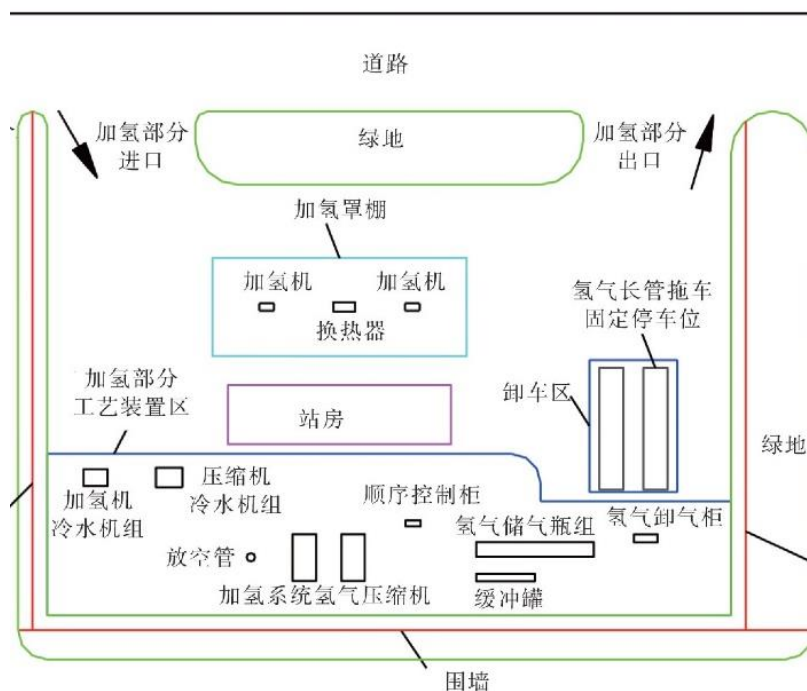 道路
加氢部分
进口
绿地
加氢部分
出口
加氢罩棚
加氢机
加氢机
换热器
氢气长管拖车
固定停车位
加氢部分
工艺装置区
站房
卸车区
绿地
加氢机
冷水机组
压缩机
冷水机组
顺序控制柜
氢气储气瓶组
氢气卸气柜
放空管
加氢系统氢气压缩机
缓冲罐
围墙